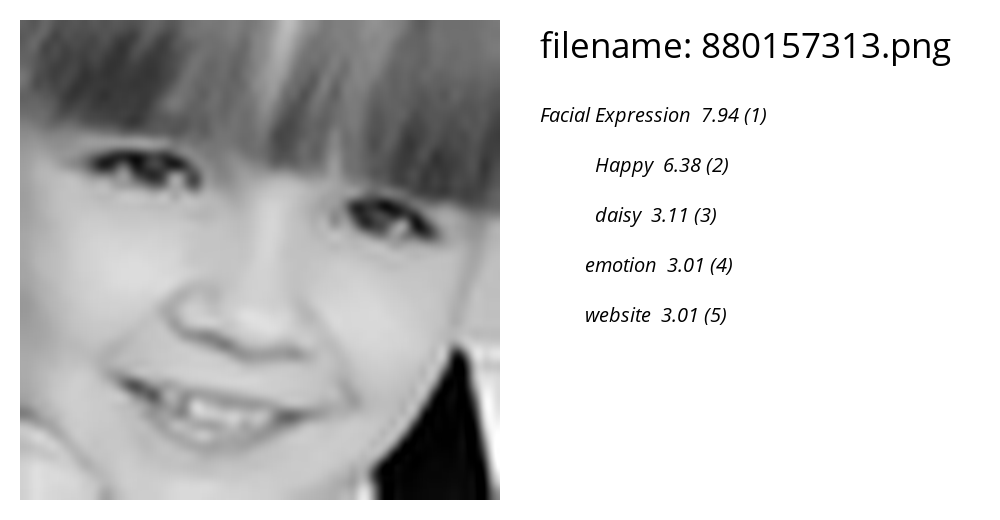 filename: 880157313.png
Facial Expression 7.94 (1)
Happy 6.38 (2)
daisy 3.11 (3)
emotion 3.01 (4)
website 3.01 (5)